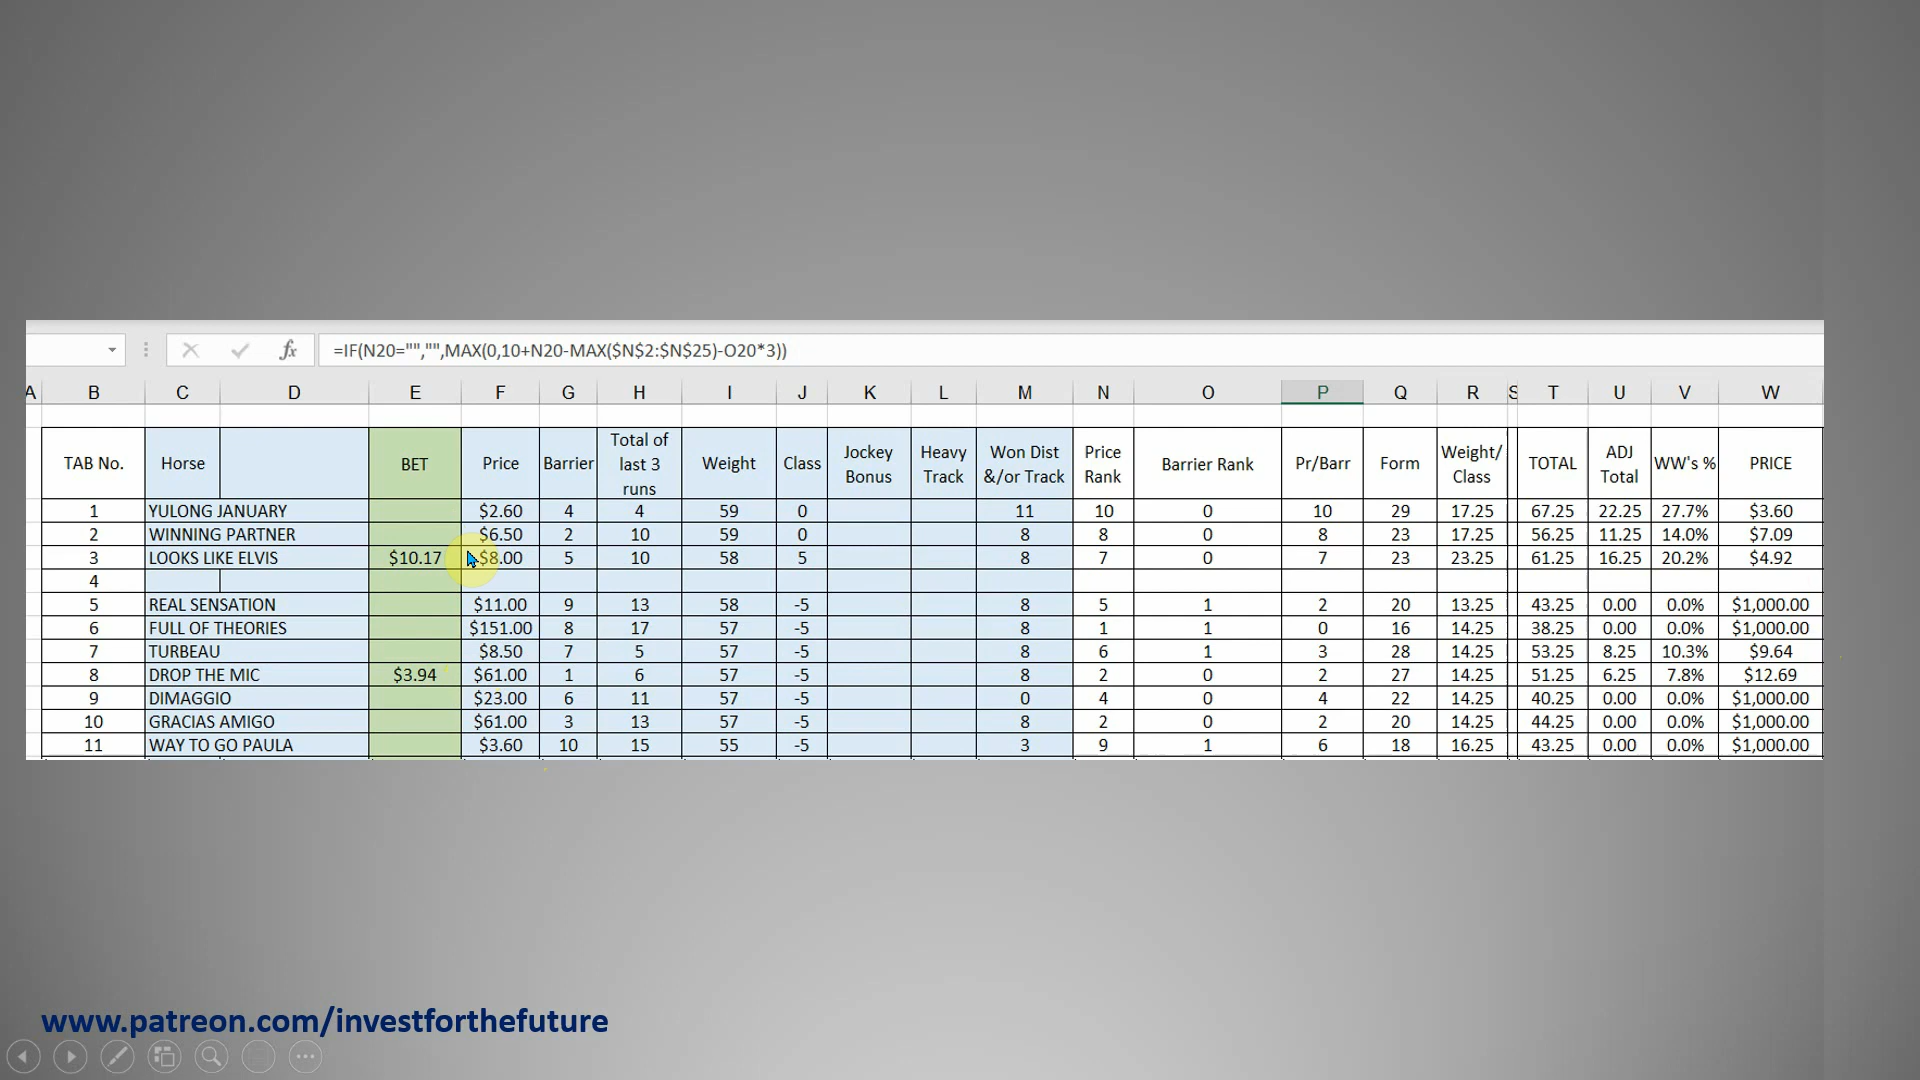 =IF(N20="","",MAX(0,10+N20-MAX($N$2:$N$25)-O20*3))
A B C D E F G H I J K L M N O P Q R S T U V W
TAB No. Horse BET Price Barrier Total of last 3 runs Weight Class Jockey Bonus Heavy Track Won Dist &/or Track Price Rank Barrier Rank Pr/Barr Form Weight/ Class TOTAL ADJ Total WW's % PRICE
1 YULONG JANUARY $2.60 4 4 59 0 11 10 0 10 29 17.25 67.25 22.25 27.7% $3.60
2 WINNING PARTNER $6.50 2 10 59 0 8 8 0 8 23 17.25 56.25 11.25 14.0% $7.09
3 LOOKS LIKE ELVIS $10.17 $8.00 5 10 58 5 8 7 0 7 23 23.25 61.25 16.25 20.2% $4.92
4
5 REAL SENSATION $11.00 9 13 58 -5 8 5 1 2 20 13.25 43.25 0.00 0.0% $1,000.00
6 FULL OF THEORIES $151.00 8 17 57 -5 8 1 1 0 16 14.25 38.25 0.00 0.0% $1,000.00
7 TURBEAU $8.50 7 5 57 -5 8 6 1 3 28 14.25 53.25 8.25 10.3% $9.64
8 DROP THE MIC $3.94 $61.00 1 6 57 -5 8 2 0 2 27 14.25 51.25 6.25 7.8% $12.69
9 DIMAGGIO $23.00 6 11 57 -5 0 4 0 4 22 14.25 40.25 0.00 0.0% $1,000.00
10 GRACIAS AMIGO $61.00 3 13 57 -5 8 2 0 2 20 14.25 44.25 0.00 0.0% $1,000.00
11 WAY TO GO PAULA $3.60 10 15 55 -5 3 9 1 6 18 16.25 43.25 0.00 0.0% $1,000.00
www.patreon.com/investforthefuture